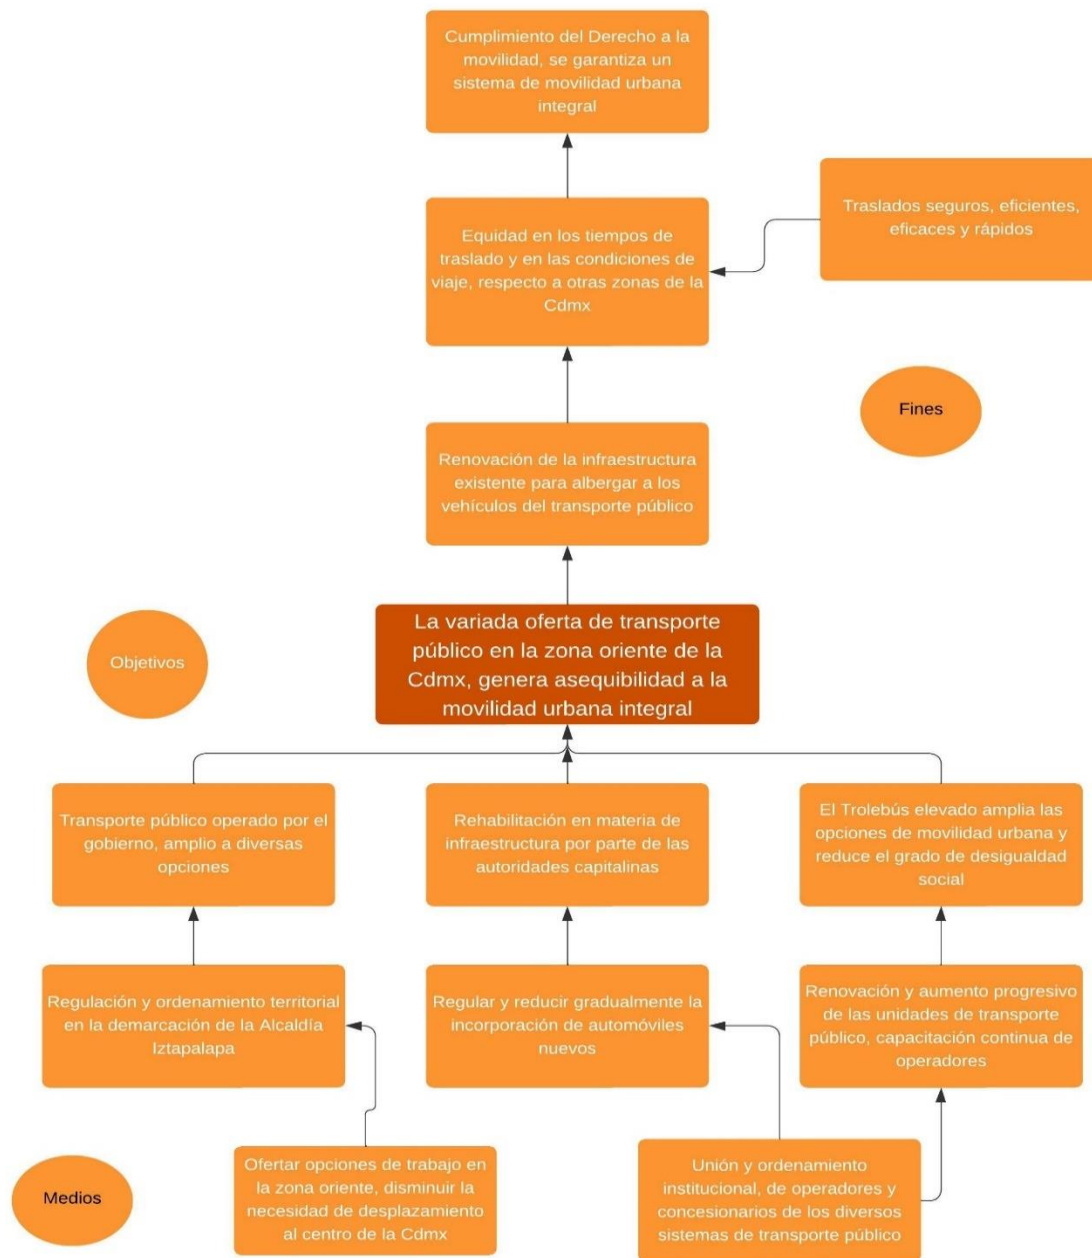 Cumplimiento del Derecho a la
movilidad, se garantiza un
sistema de movilidad urbana
integral
Traslados seguros, eficientes,
eficaces y rápidos
Equidad en los tiempos de
traslado y en las condiciones de
viaje, respecto a otras zonas de la
Cdmx
Fines
Renovación de la infraestructura
existente para albergar a los
vehículos del transporte público
La variada oferta de transporte
público en la zona oriente de la
Cdmx, genera asequibilidad a la
movilidad urbana integral
Objetivos
Transporte público operado por el
gobierno, amplio a diversas
opciones
Rehabilitación en materia de
infraestructura por parte de las
autoridades capitalinas
El Trolebús elevado amplia las
opciones de movilidad urbana y
reduce el grado de desigualdad
social
Regulación y ordenamiento territorial
en la demarcación de la Alcaldía
Iztapalapa
Regular y reducir gradualmente la
incorporación de automóviles
nuevos
Renovación y aumento progresivo
de las unidades de transporte
público, capacitación continua de
operadores
Medios
Ofertar opciones de trabajo en
la zona oriente, disminuir la
necesidad de desplazamiento
al centro de la Cdmx
Unión y ordenamiento
institucional, de operadores y
concesionarios de los diversos
sistemas de transporte público